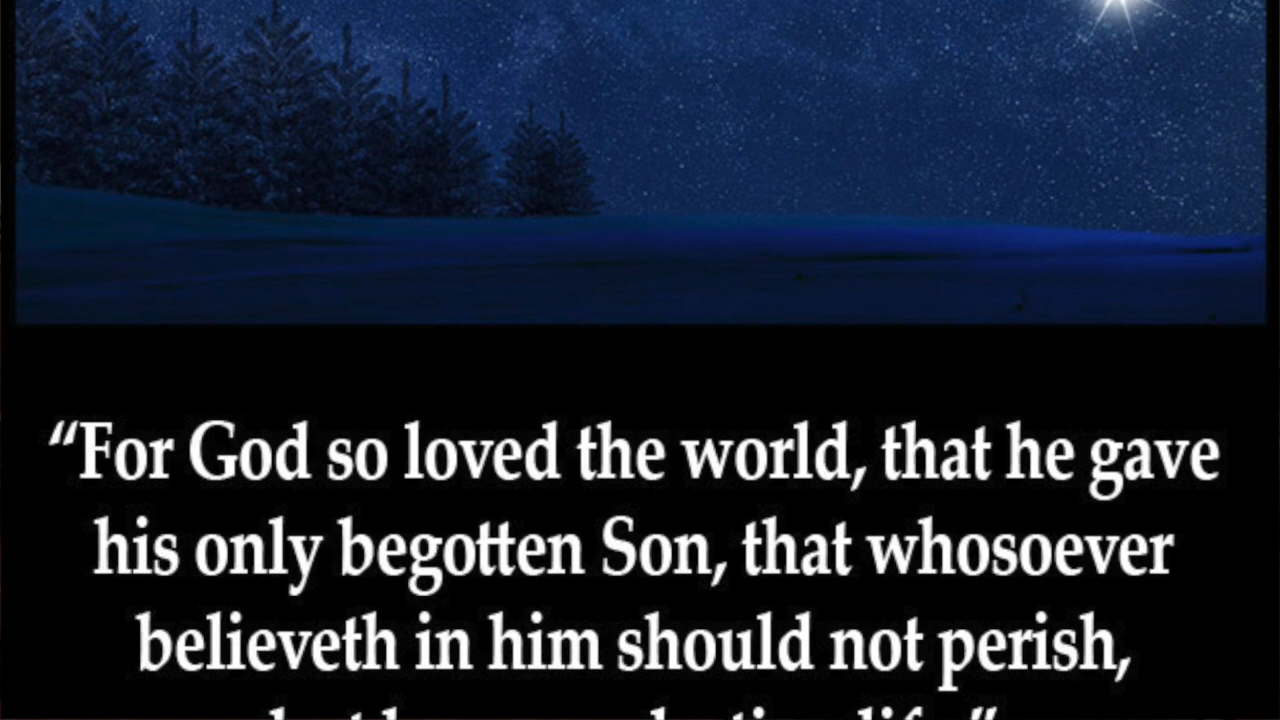 “For God so loved the world, that he gave
his only begotten Son, that whosoever
believeth in him should not perish,